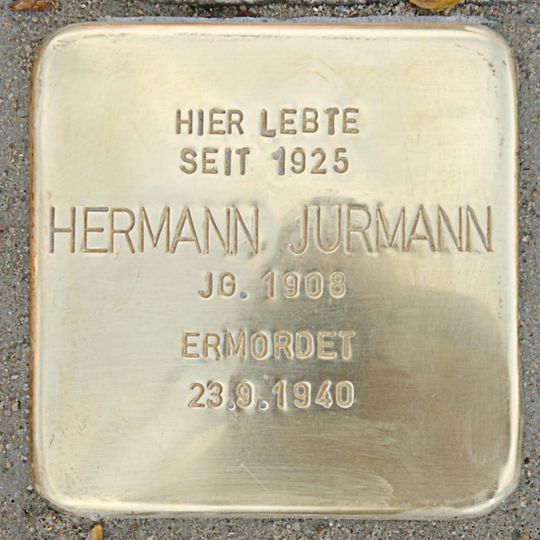 HIER LEBTE
SEIT 1925
HERMANN JURMANN
JG. 1908
ERMORDET
23.9.1940